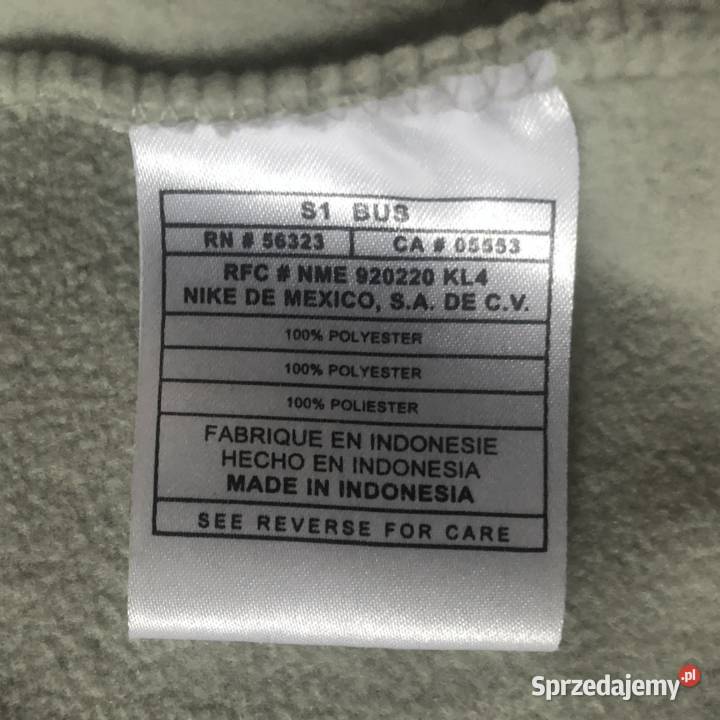 S1 BUS
RN # 56323 CA # 05553
RFC # NME 920220 KL4
NIKE DE MEXICO, S.A. DE C.V.
100% POLYESTER
100% POLYESTER
100% POLIESTER
FABRIQUE EN INDONESIE
HECHO EN INDONESIA
MADE IN INDONESIA
SEE REVERSE FOR CARE
Sprzedajemy.pl